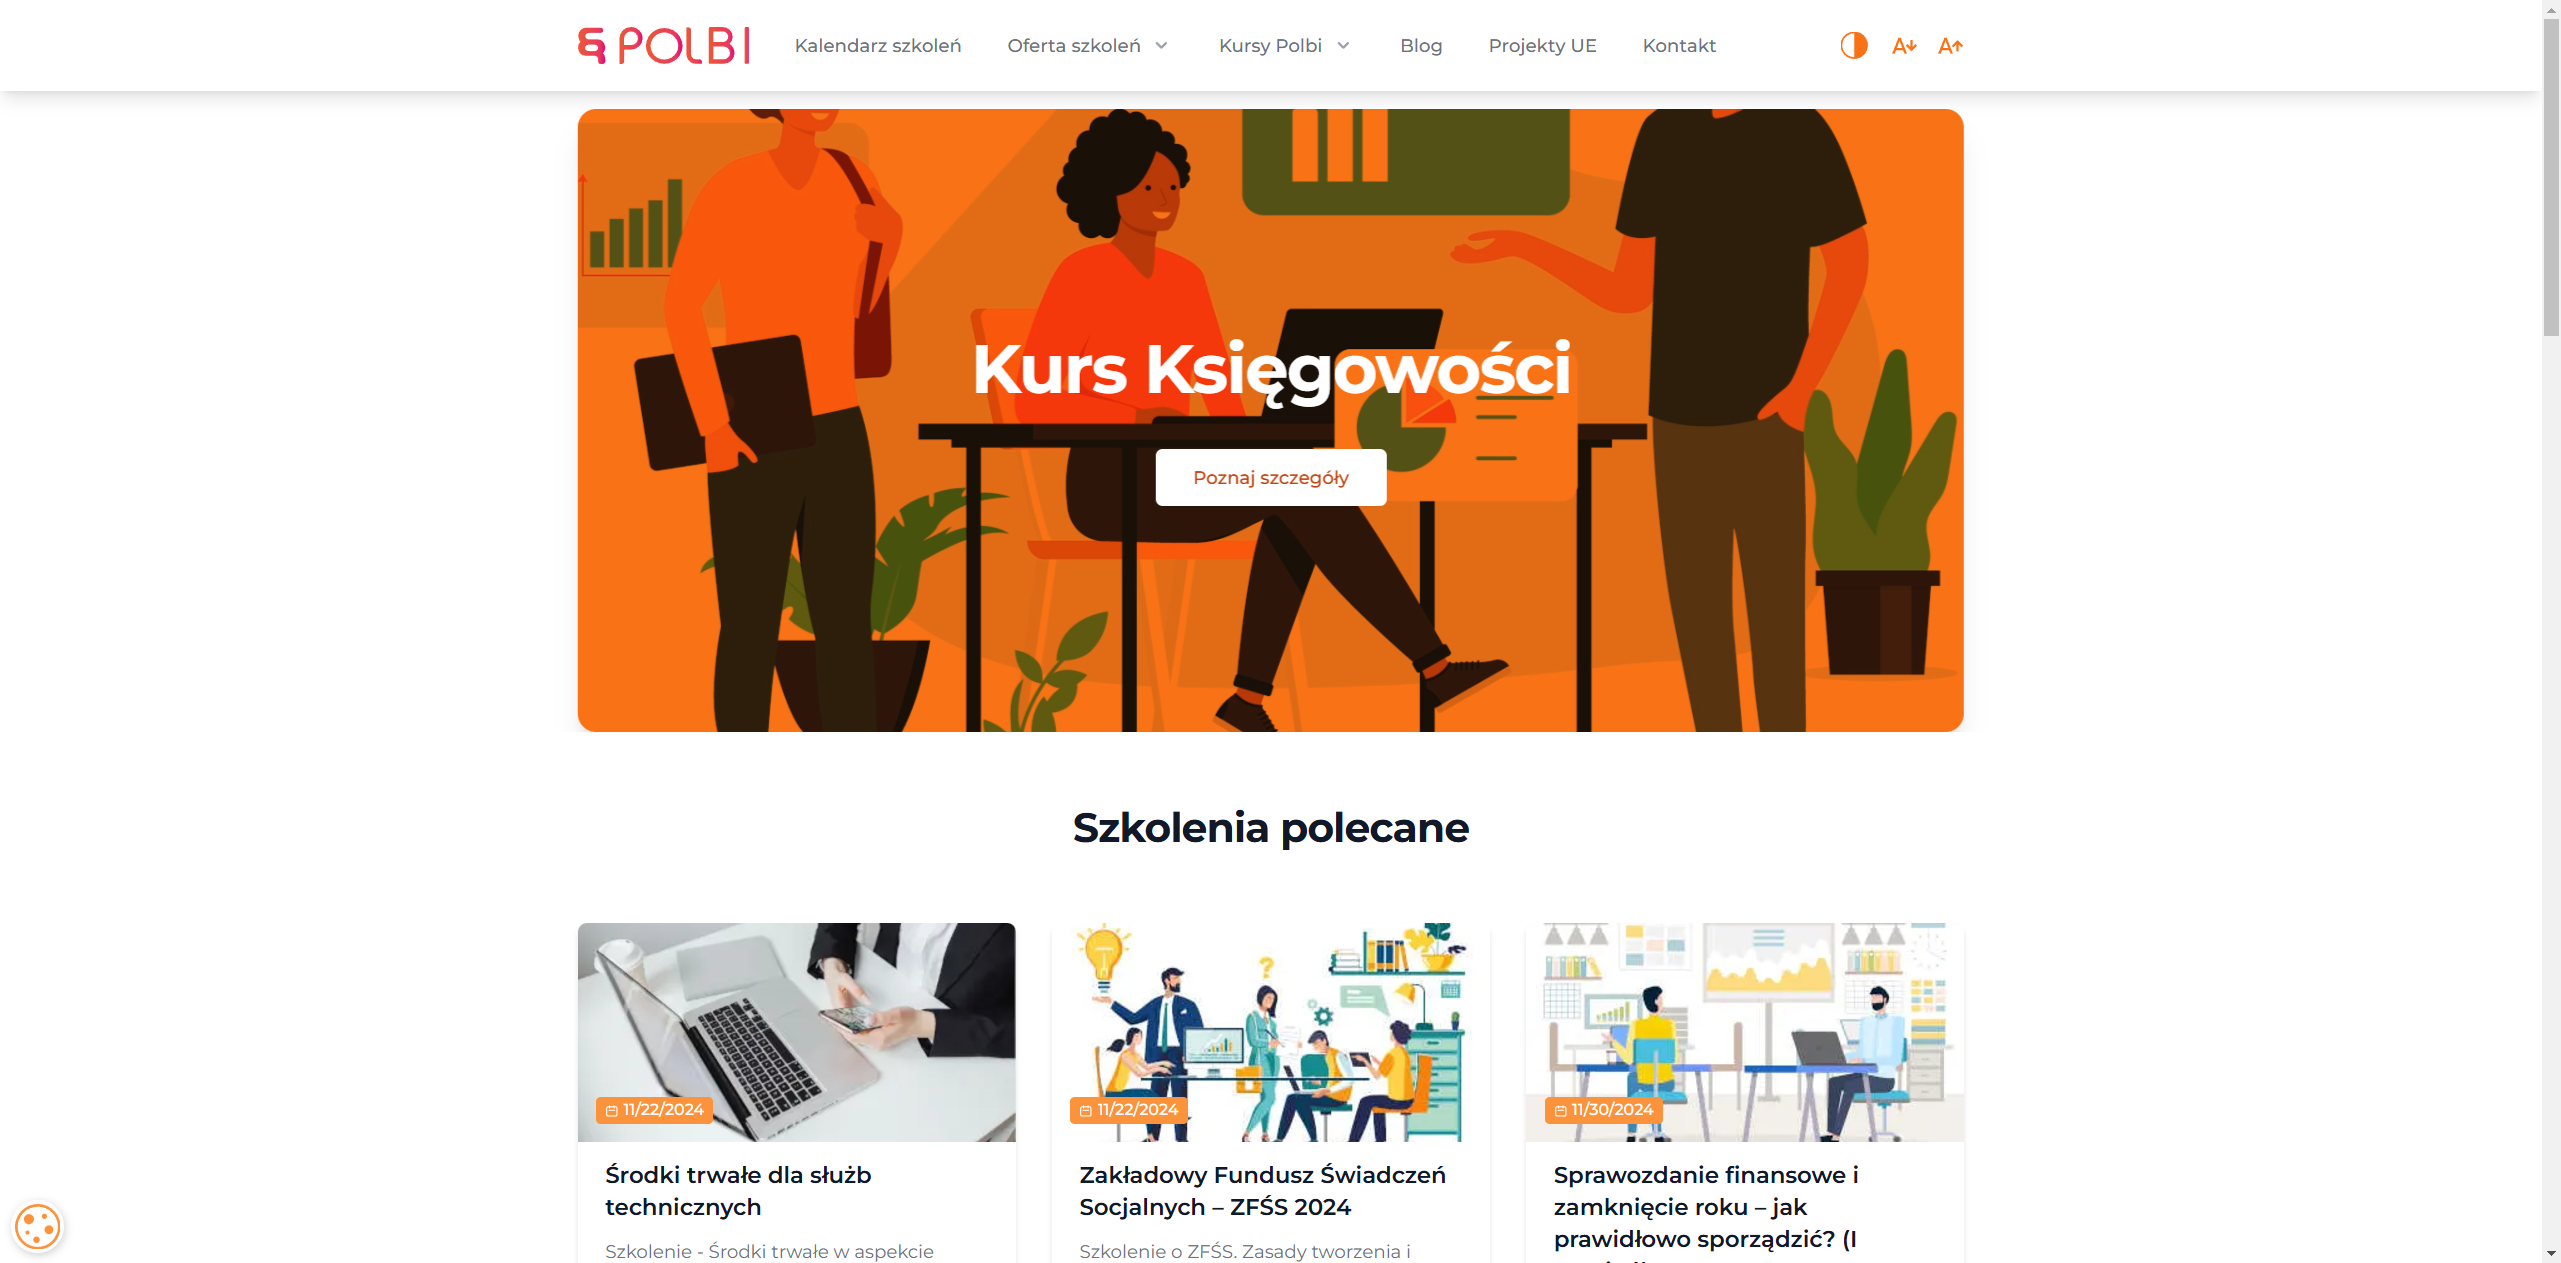 POLBI
Kalendarz szkoleń
Oferta szkoleń
Kursy Polbi
Blog
Projekty UE
Kontakt
A
A
Kurs Księgowości
Poznaj szczegóły
Szkolenia polecane
11/22/2024
11/22/2024
11/30/2024
Środki trwałe dla służb
technicznych
Szkolenie - Środki trwałe w aspekcie
Zakładowy Fundusz Świadczeń
Socjalnych – ZFŚS 2024
Szkolenie o ZFŚS. Zasady tworzenia i
Sprawozdanie finansowe i
zamknięcie roku – jak
prawidłowo sporządzić? (I